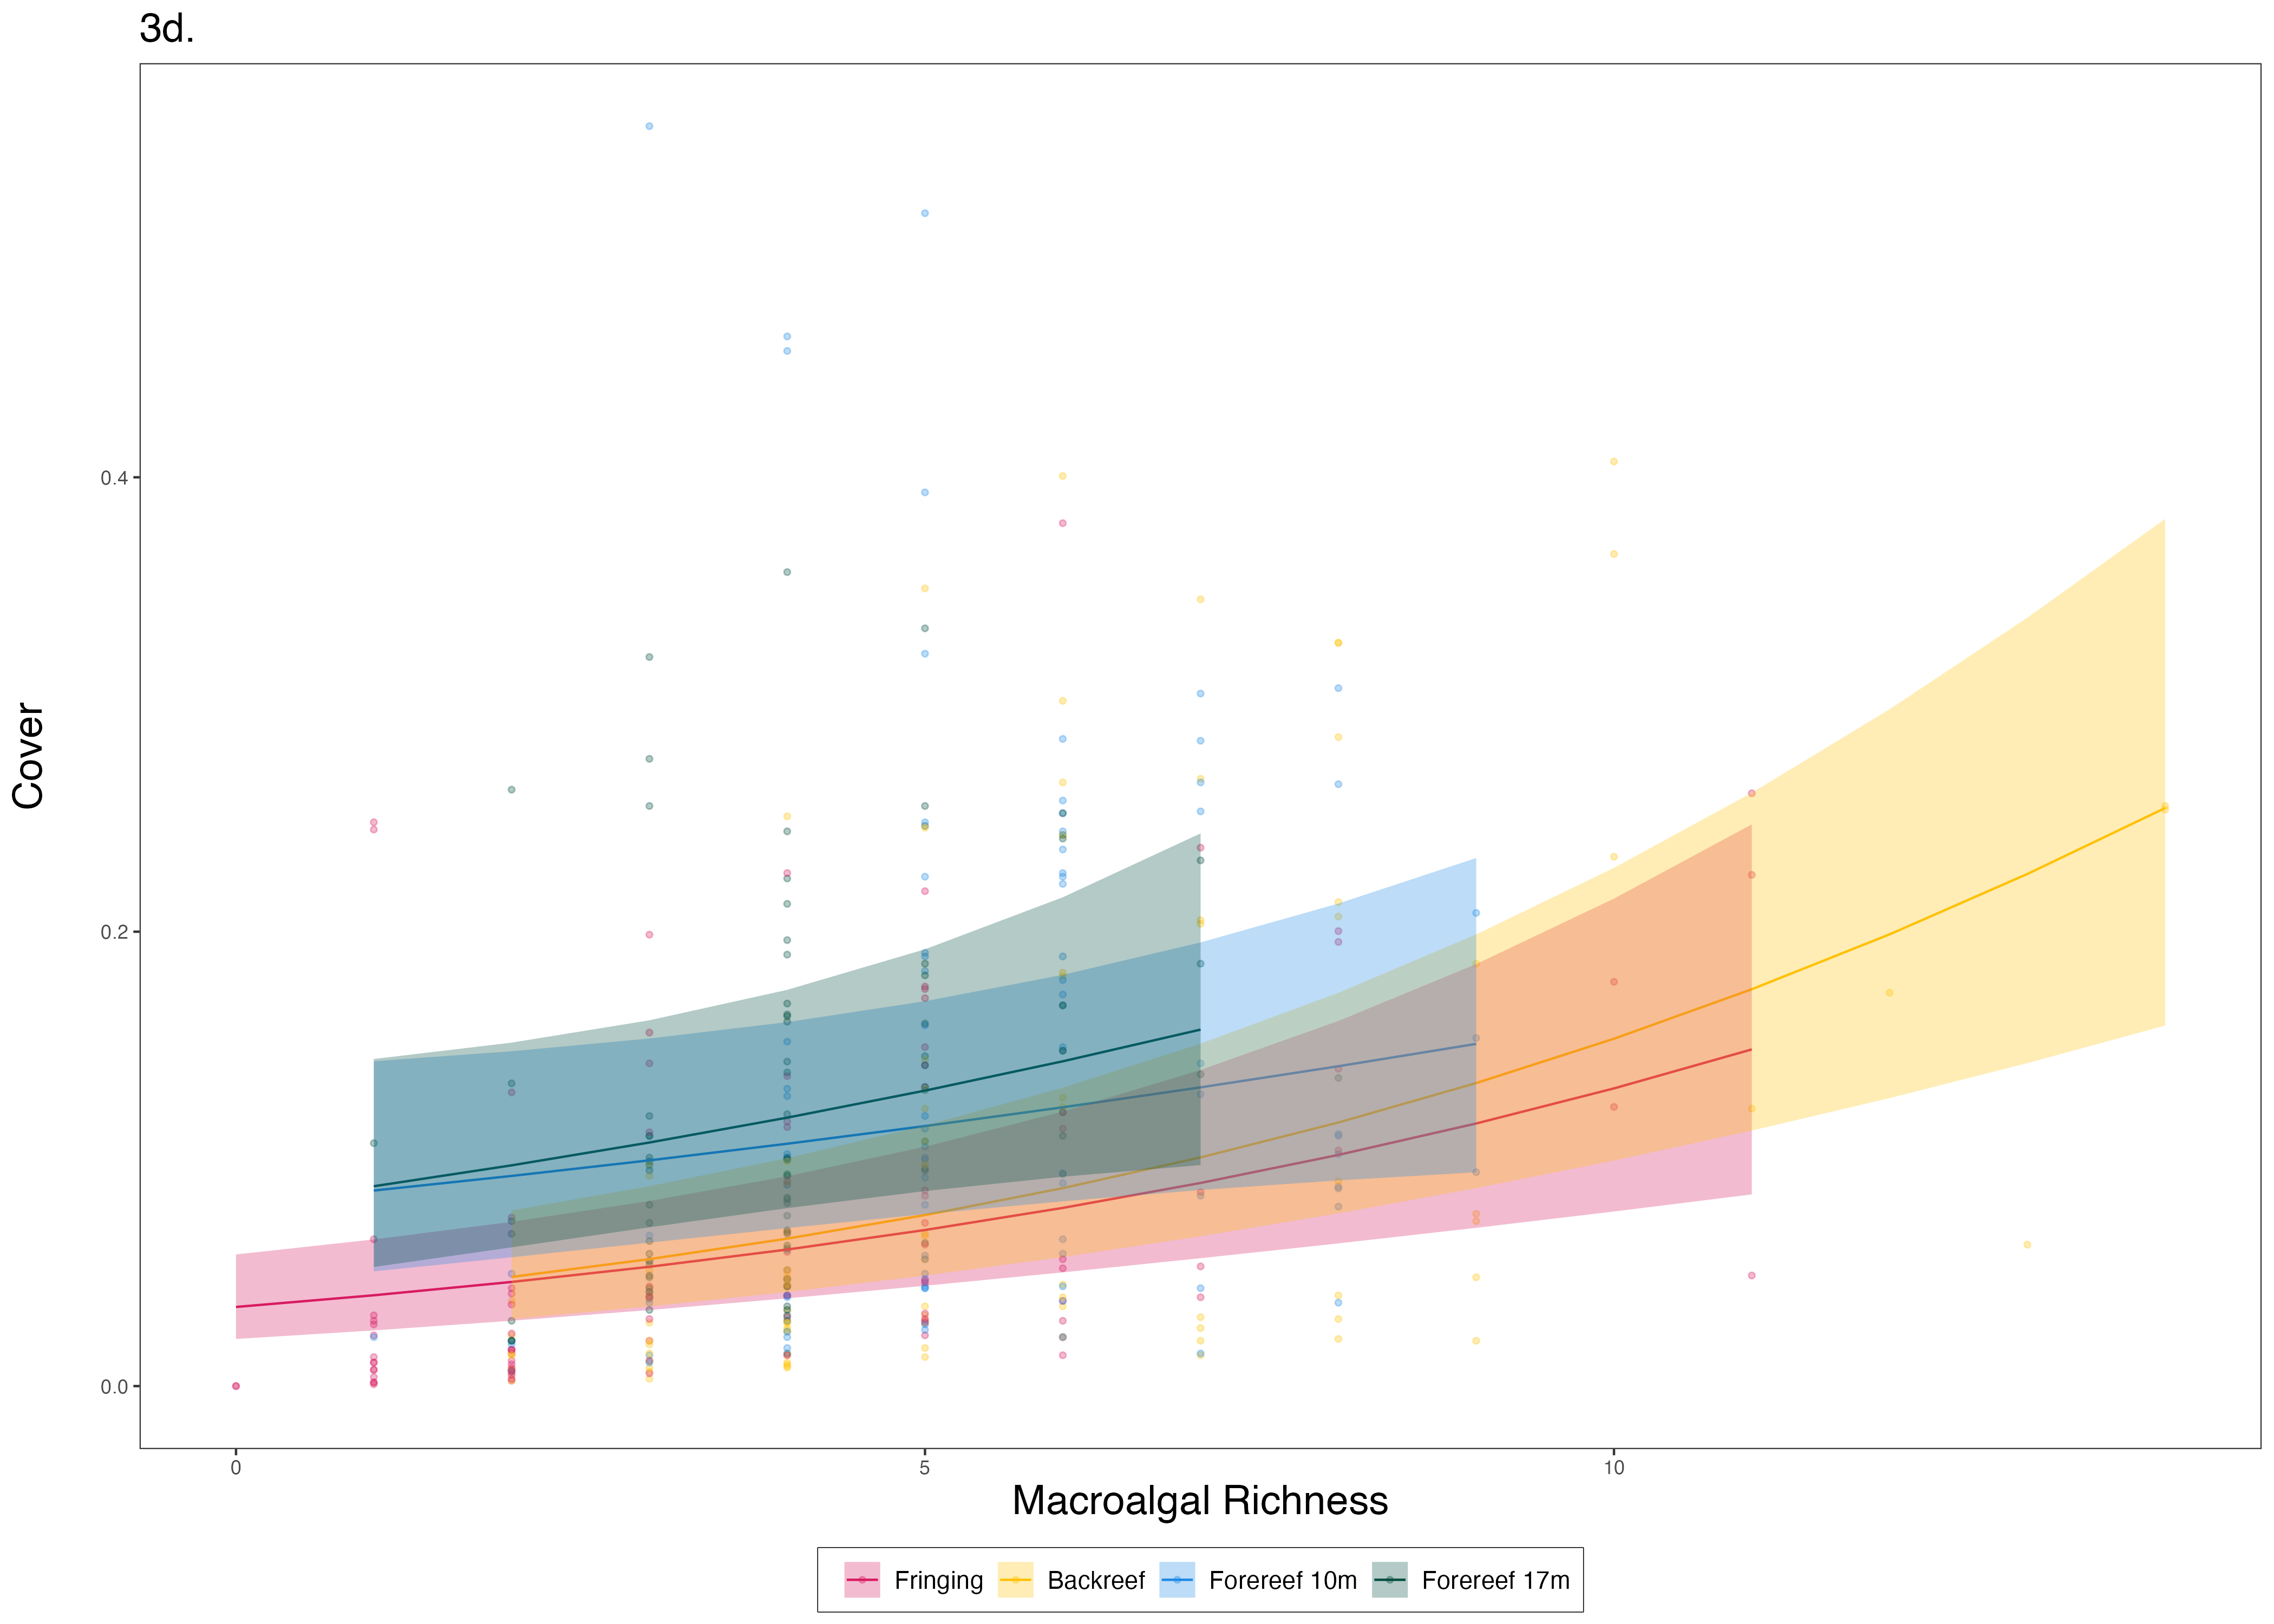 3d.
Cover
0.4
0.2
0.0
0 5 10
Macroalgal Richness
Fringing Backreef Forereef 10m Forereef 17m